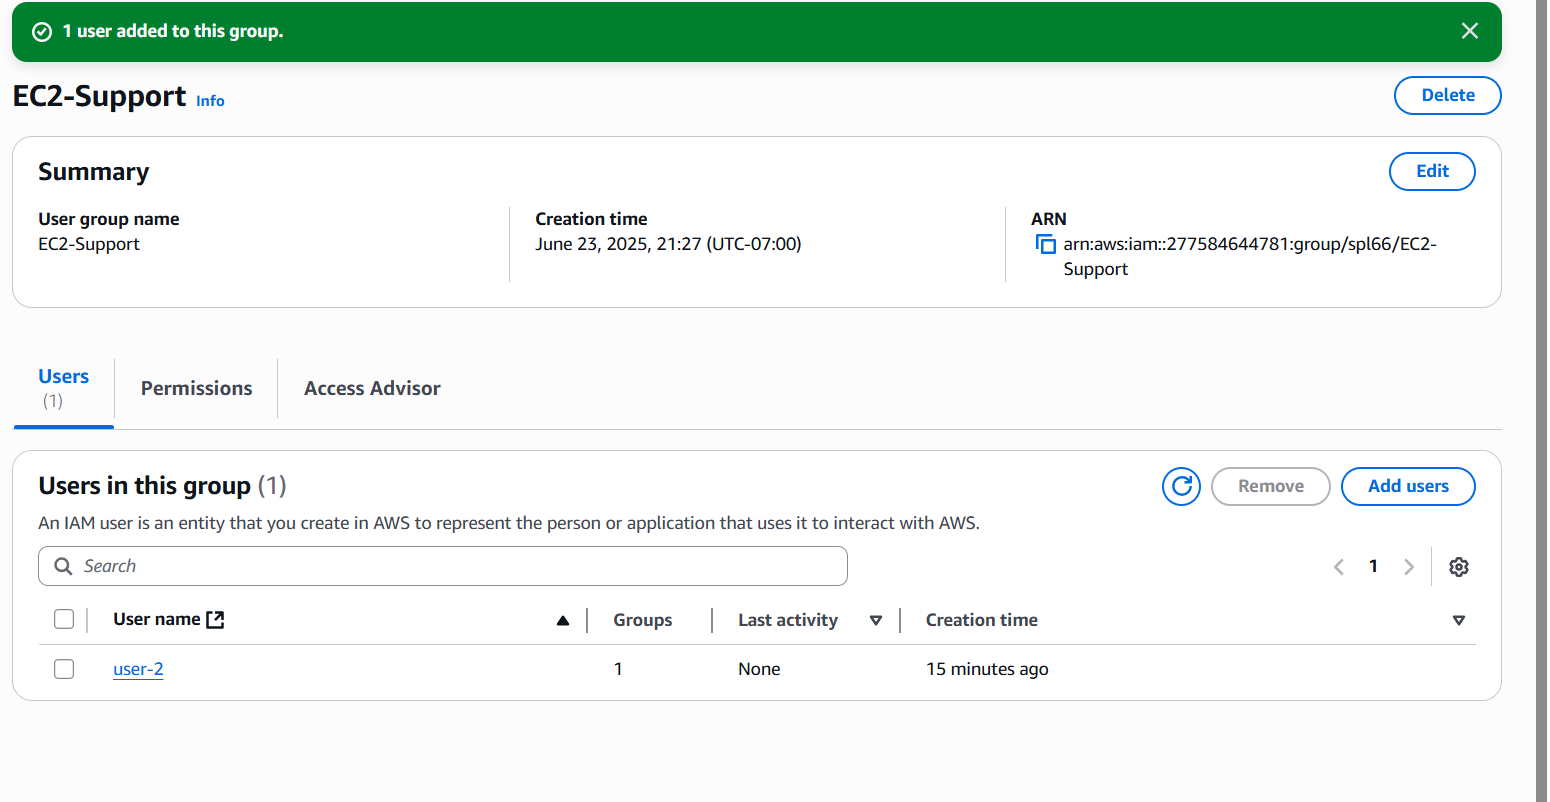 1 user added to this group.
EC2-Support Info
Delete
Summary
Edit
User group name
EC2-Support
Creation time
June 23, 2025, 21:27 (UTC-07:00)
ARN
arn:aws:iam::277584644781:group/spl66/EC2-
Support
Users
(1)
Permissions
Access Advisor
Users in this group (1)
Remove
Add users
An IAM user is an entity that you create in AWS to represent the person or application that uses it to interact with AWS.
Search
1
User name Groups Last activity Creation time
user-2 1 None 15 minutes ago